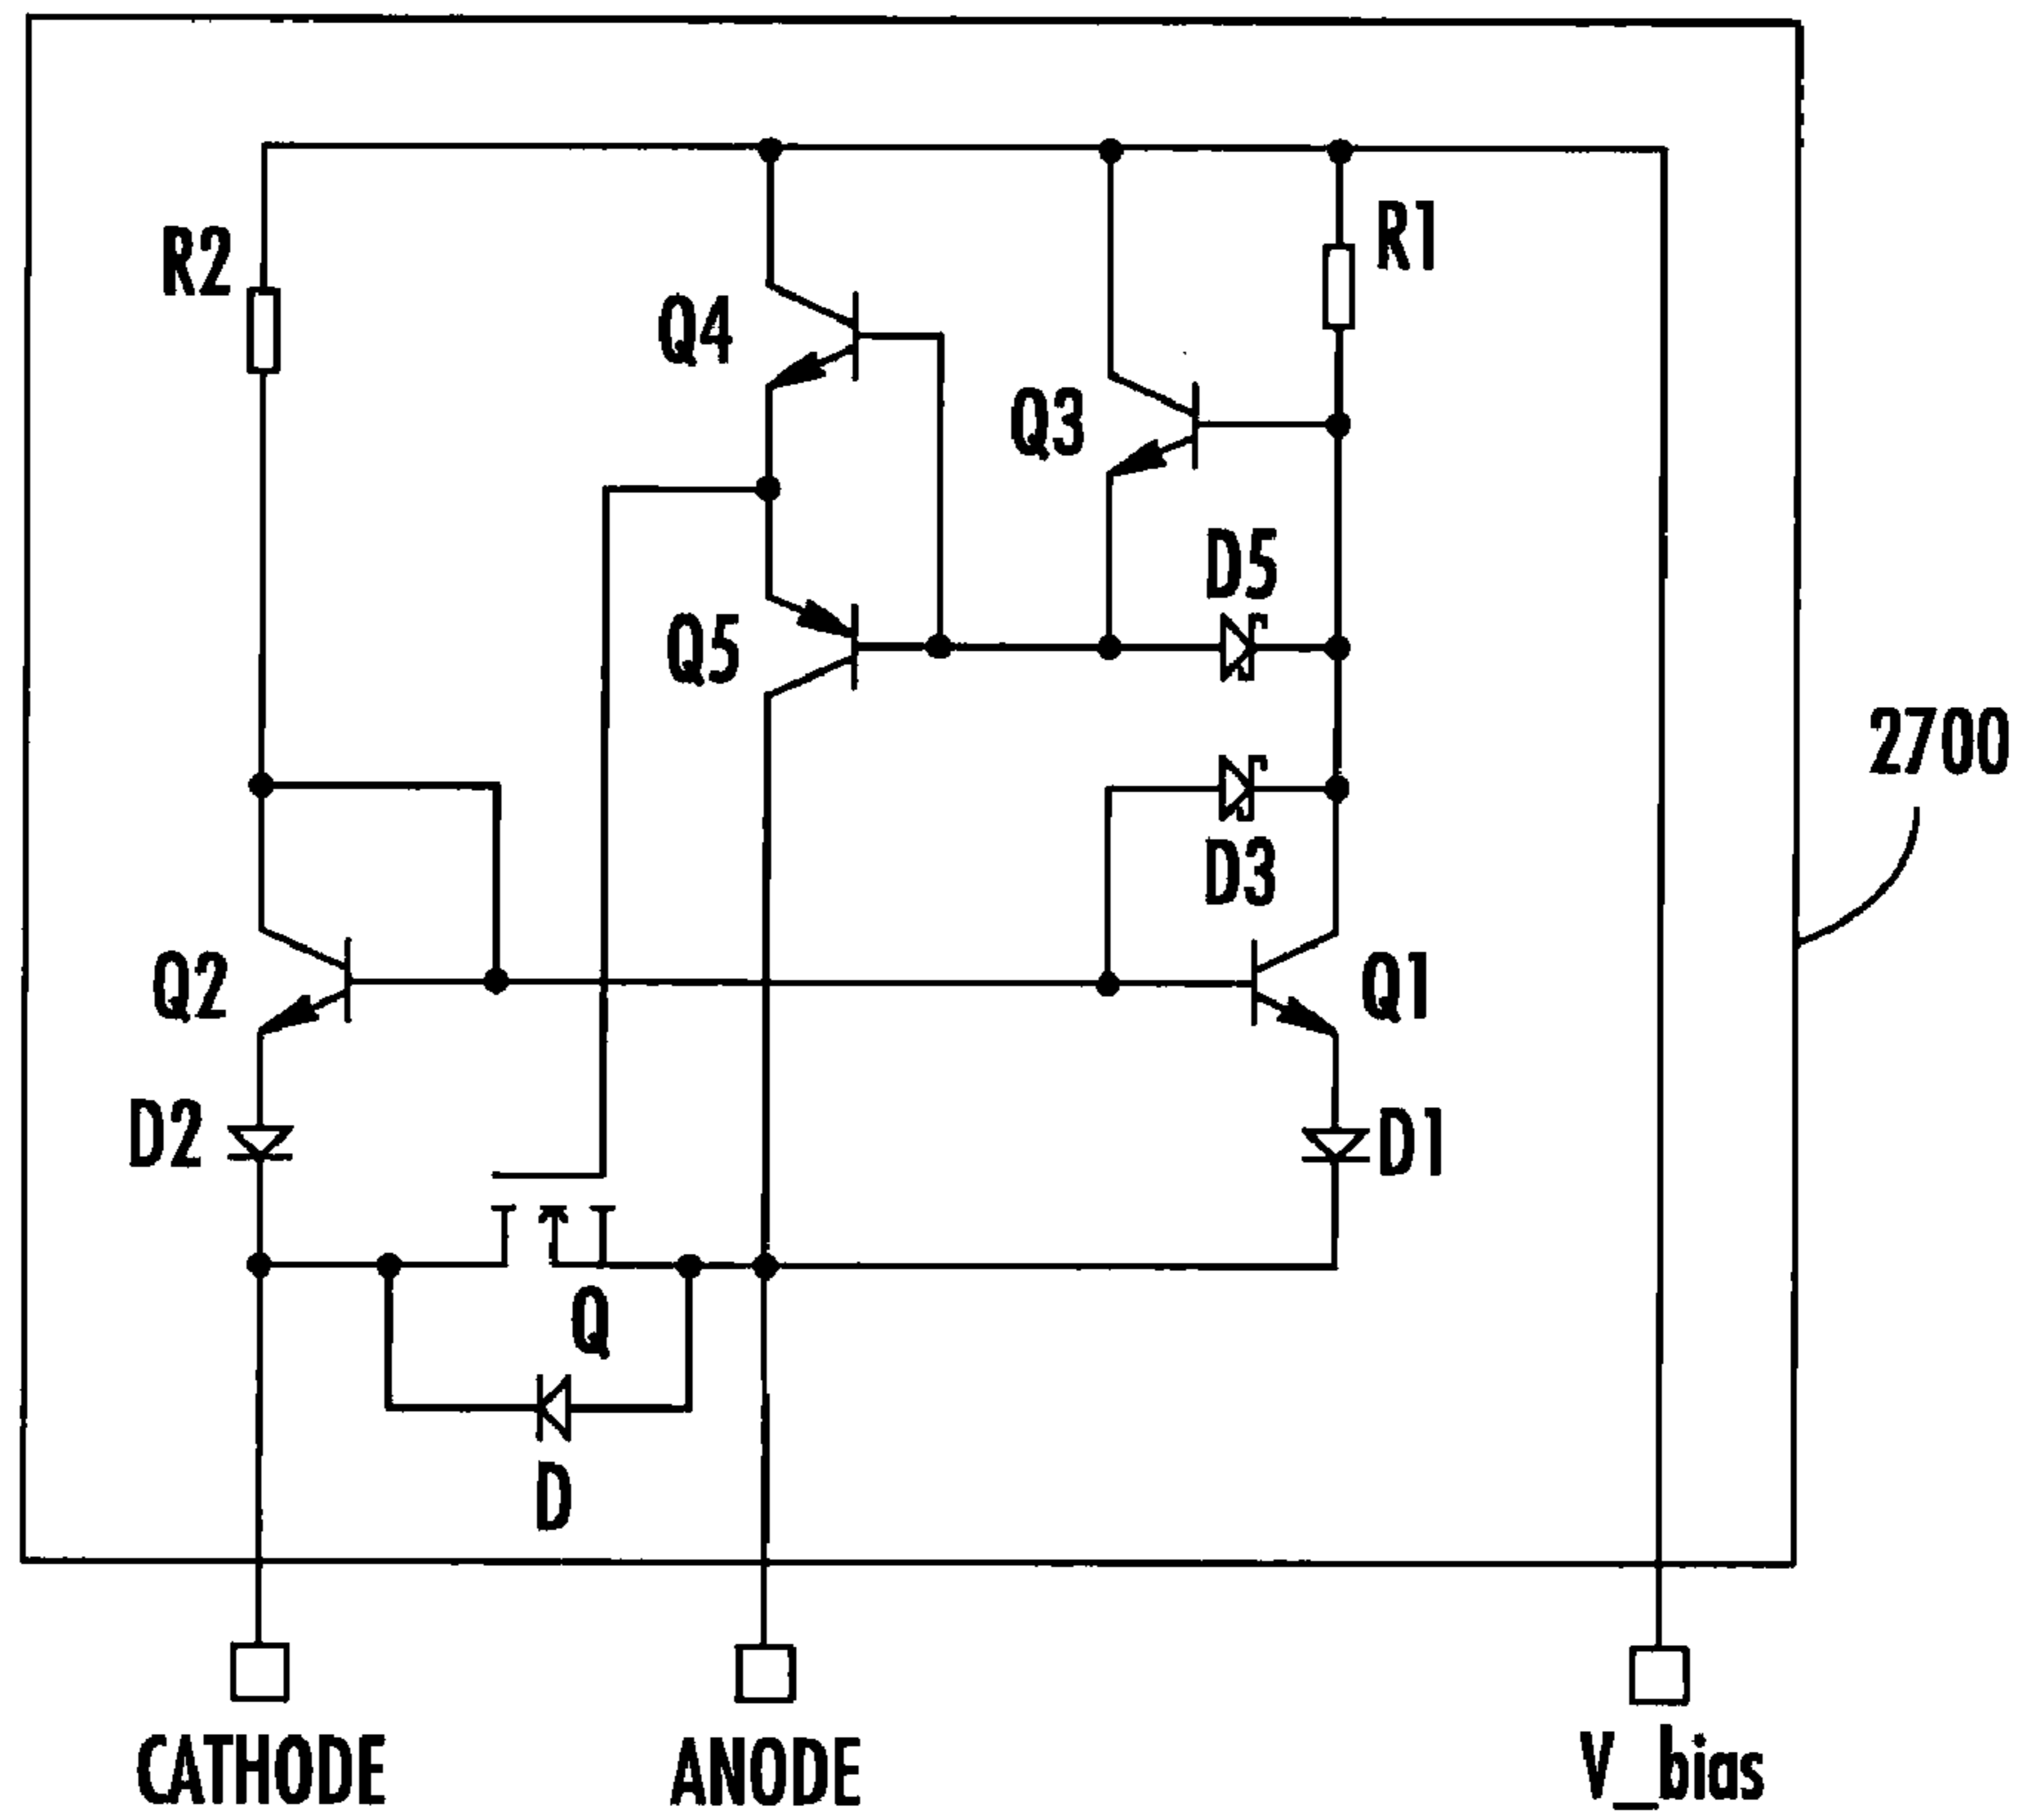 R2
R1
Q4
Q3
D5
Q5
2700
D3
Q2
Q1
D2
D1
Q
D
CATHODE
ANODE
V_bias